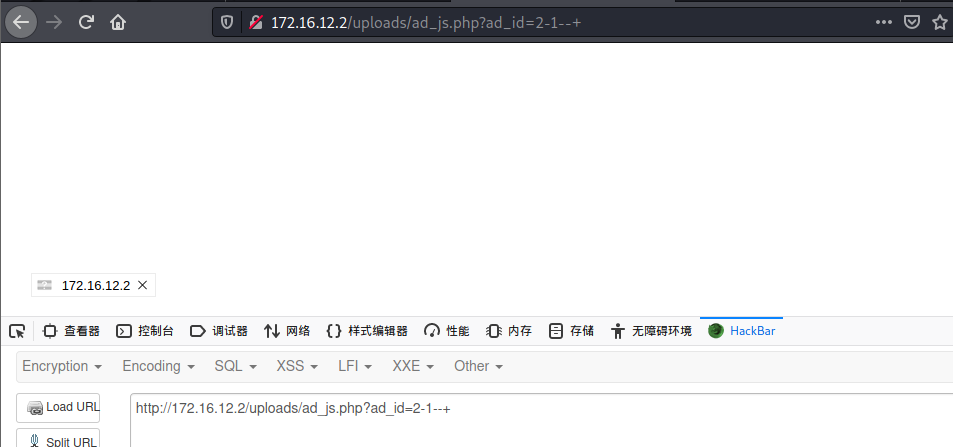 172.16.12.2/uploads/ad_js.php?ad_id=2-1--+
172.16.12.2
查看器 控制台 调试器 网络 样式编辑器 性能 内存 存储 无障碍环境 HackBar
Encryption Encoding SQL XSS LFI XXE Other
Load URL
http://172.16.12.2/uploads/ad_js.php?ad_id=2-1--+
Split URL